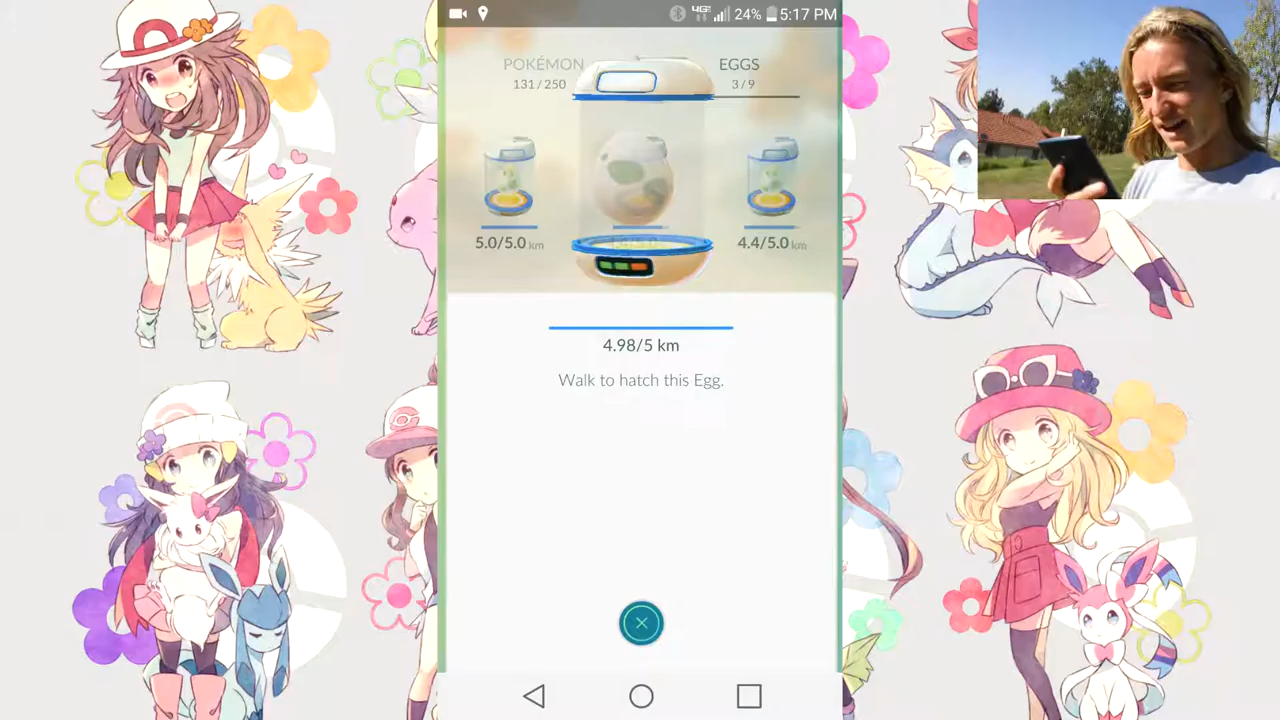 4G 24% 5:17 PM
POKÉMON EGGS
131/250 3/9
5.0/5.0 km 4.4/5.0 km
4.98/5 km
Walk to hatch this Egg.